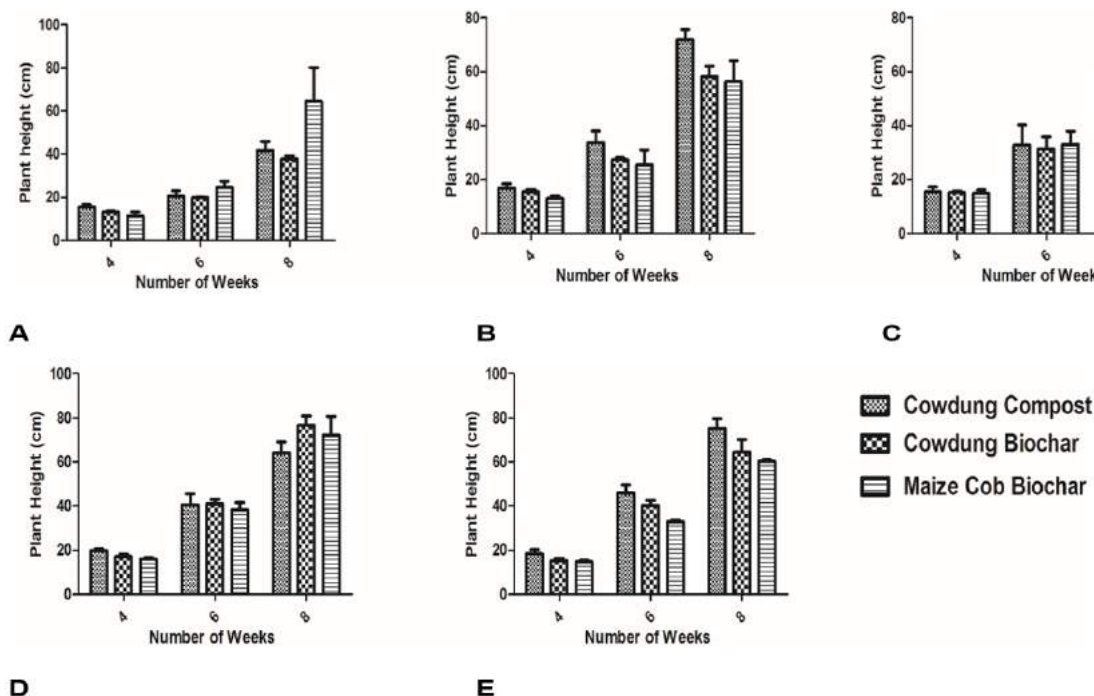 Plant height (cm)
100
80
60
40
20
0
4
6
8
Number of Weeks
A
Plant Height (cm)
80
60
40
20
0
4
6
8
Number of Weeks
B
Plant Height (cm)
80
60
40
20
0
4
6
Number of Week
C
Plant Height (cm)
100
80
60
40
20
0
4
6
8
Number of Weeks
D
Plant Height (cm)
100
80
60
40
20
0
4
6
8
Number of Weeks
E
Cowdung Compost
Cowdung Biochar
Maize Cob Biochar